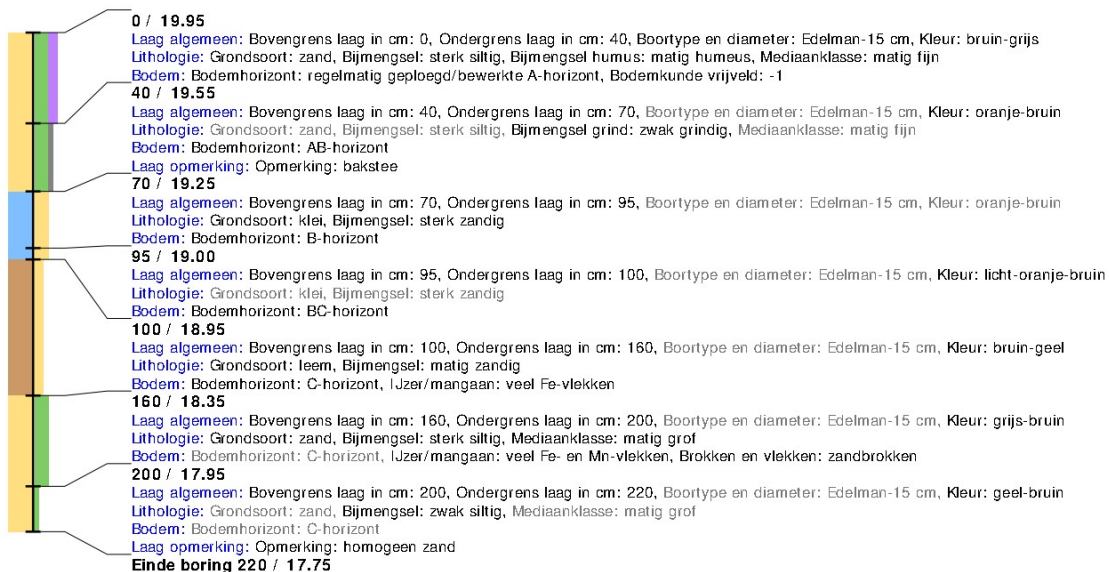 0 / 19.95
Laag algemeen: Bovengrens laag in cm: 0, Ondergrens laag in cm: 40, Boortype en diameter: Edelman-15 cm, Kleur: bruin-grijs
Lithologie: Grondsoort: zand, Bijmengsel: sterk siltig, Bijmengsel humus: matig humeus, Mediaanklasse: matig fijn
Bodem: Bodemhorizont: regelmatig geploegd/bewerkte A-horizont, Bodemkunde vrijveld: -1
40 / 19.55
Laag algemeen: Bovengrens laag in cm: 40, Ondergrens laag in cm: 70, Boortype en diameter: Edelman-15 cm, Kleur: oranje-bruin
Lithologie: Grondsoort: zand, Bijmengsel: sterk siltig, Bijmengsel grind: zwak grindig, Mediaanklasse: matig fijn
Bodem: Bodemhorizont: AB-horizont
Laag opmerking: Opmerking: bakstee
70 / 19.25
Laag algemeen: Bovengrens laag in cm: 70, Ondergrens laag in cm: 95, Boortype en diameter: Edelman-15 cm, Kleur: oranje-bruin
Lithologie: Grondsoort: klei, Bijmengsel: sterk zandig
Bodem: Bodemhorizont: B-horizont
95 / 19.00
Laag algemeen: Bovengrens laag in cm: 95, Ondergrens laag in cm: 100, Boortype en diameter: Edelman-15 cm, Kleur: licht-oranje-bruin
Lithologie: Grondsoort: klei, Bijmengsel: sterk zandig
Bodem: Bodemhorizont: BC-horizont
100 / 18.95
Laag algemeen: Bovengrens laag in cm: 100, Ondergrens laag in cm: 160, Boortype en diameter: Edelman-15 cm, Kleur: bruin-geel
Lithologie: Grondsoort: leem, Bijmengsel: matig zandig
Bodem: Bodemhorizont: C-horizont, IJzer/mangaan: veel Fe-vlekken
160 / 18.35
Laag algemeen: Bovengrens laag in cm: 160, Ondergrens laag in cm: 200, Boortype en diameter: Edelman-15 cm, Kleur: grijs-bruin
Lithologie: Grondsoort: zand, Bijmengsel: sterk siltig, Mediaanklasse: matig grof
Bodem: Bodemhorizont: C-horizont, IJzer/mangaan: veel Fe- en Mn-vlekken, Brokken en vlekken: zandbrokken
200 / 17.95
Laag algemeen: Bovengrens laag in cm: 200, Ondergrens laag in cm: 220, Boortype en diameter: Edelman-15 cm, Kleur: geel-bruin
Lithologie: Grondsoort: zand, Bijmengsel: zwak siltig, Mediaanklasse: matig grof
Bodem: Bodemhorizont: C-horizont
Laag opmerking: Opmerking: homogeen zand
Einde boring 220 / 17.75